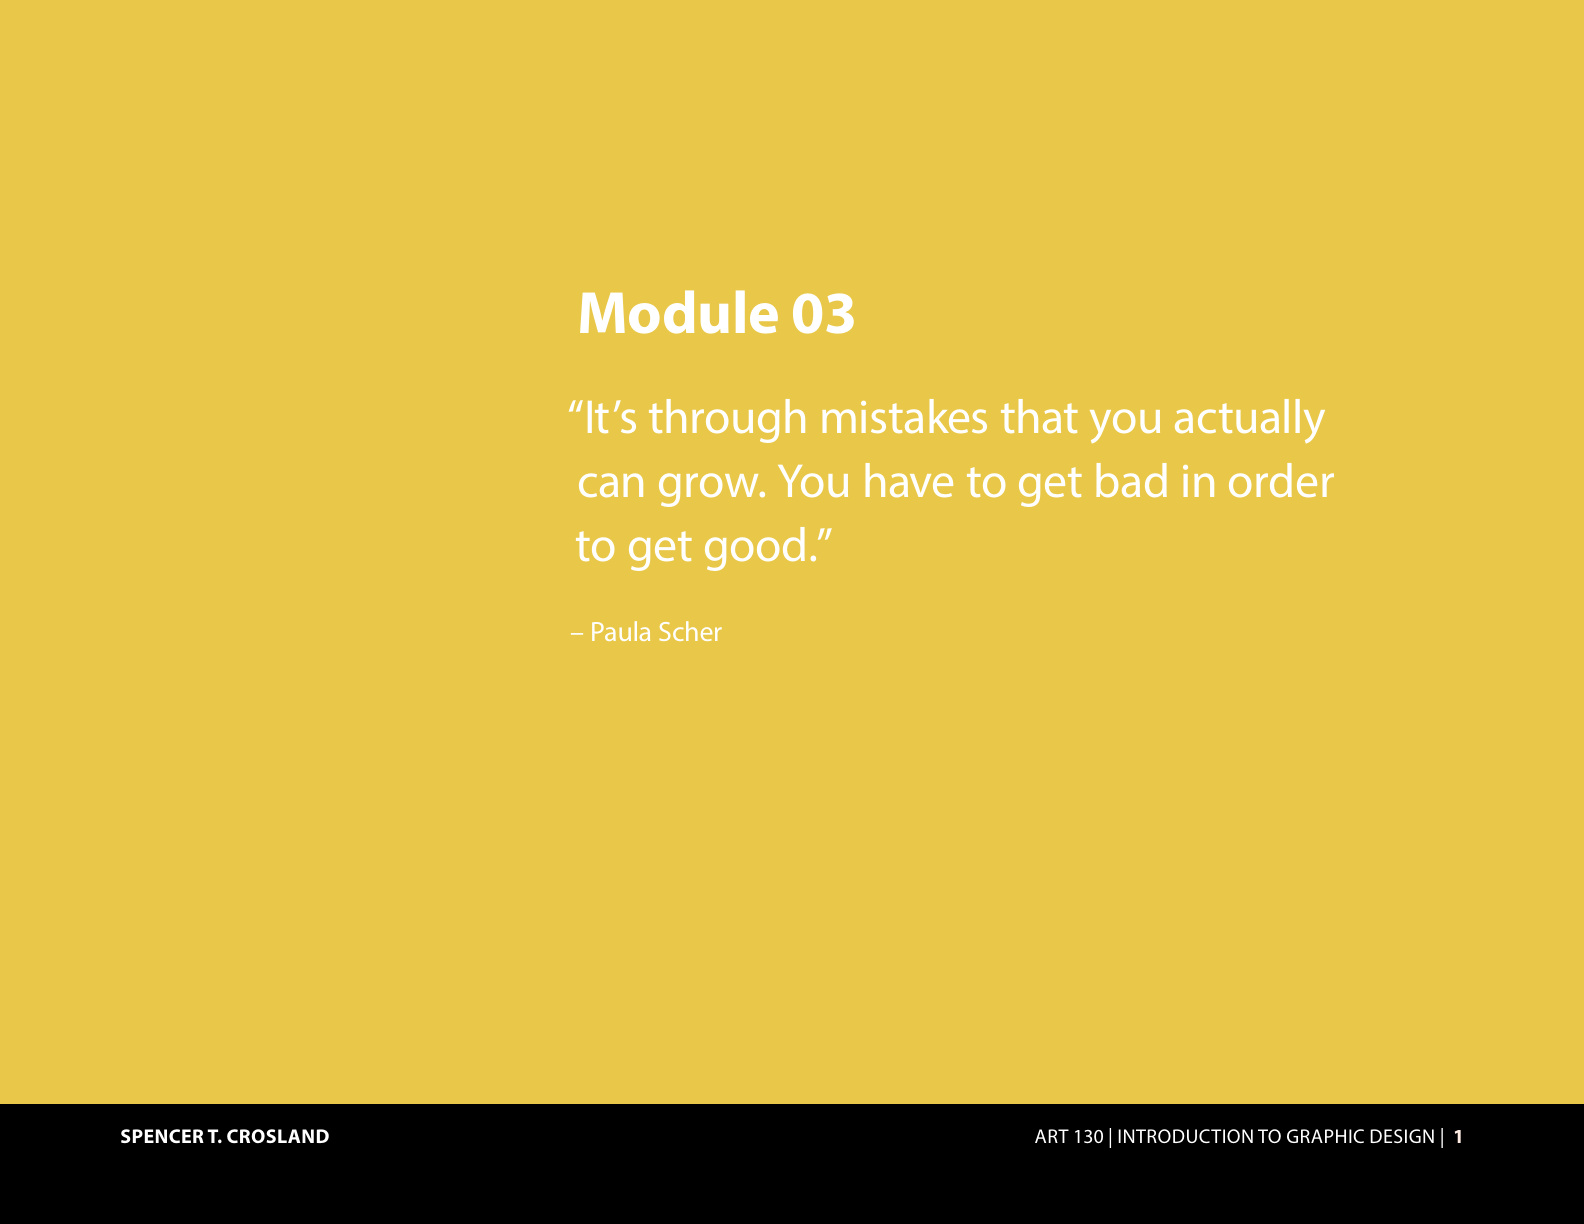 Module 03
“It’s through mistakes that you actually
can grow. You have to get bad in order
to get good.”
– Paula Scher
SPENCER T. CROSLAND
ART 130 | INTRODUCTION TO GRAPHIC DESIGN | 1